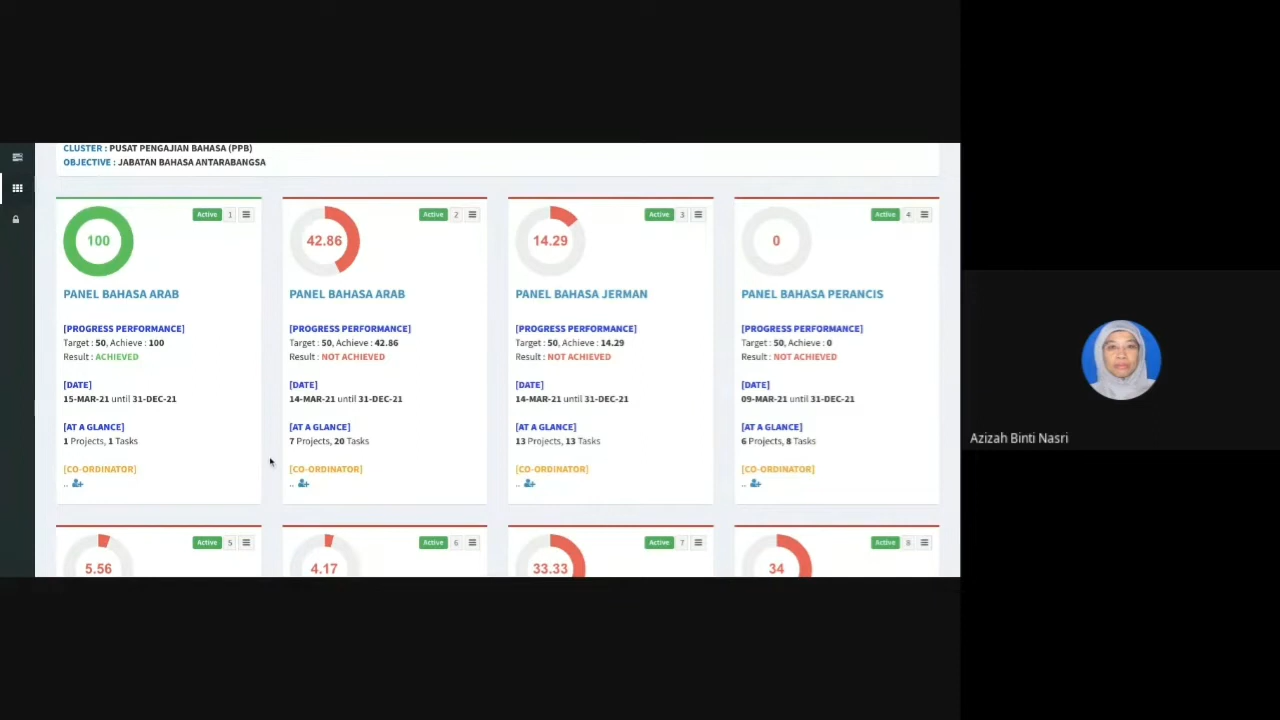 CLUSTER : PUSAT PENGAJIAN BAHASA (PPB)
OBJECTIVE : JABATAN BAHASA ANTARABANGSA
100
Active 1
PANEL BAHASA ARAB
[PROGRESS PERFORMANCE]
Target : 50, Achieve : 100
Result : ACHIEVED
[DATE]
15-MAR-21 until 31-DEC-21
[AT A GLANCE]
1 Projects, 1 Tasks
[CO-ORDINATOR]
..
42.86
Active 2
PANEL BAHASA ARAB
[PROGRESS PERFORMANCE]
Target : 50, Achieve : 42.86
Result : NOT ACHIEVED
[DATE]
14-MAR-21 until 31-DEC-21
[AT A GLANCE]
7 Projects, 20 Tasks
[CO-ORDINATOR]
..
14.29
Active 3
PANEL BAHASA JERMAN
[PROGRESS PERFORMANCE]
Target : 50, Achieve : 14.29
Result : NOT ACHIEVED
[DATE]
14-MAR-21 until 31-DEC-21
[AT A GLANCE]
13 Projects, 13 Tasks
[CO-ORDINATOR]
..
0
Active 4
PANEL BAHASA PERANCIS
[PROGRESS PERFORMANCE]
Target : 50, Achieve : 0
Result : NOT ACHIEVED
[DATE]
09-MAR-21 until 31-DEC-21
[AT A GLANCE]
6 Projects, 8 Tasks
[CO-ORDINATOR]
..
5.56
Active 5
4.17
Active 6
33.33
Active 7
34
Active 8
Azizah Binti Nasri